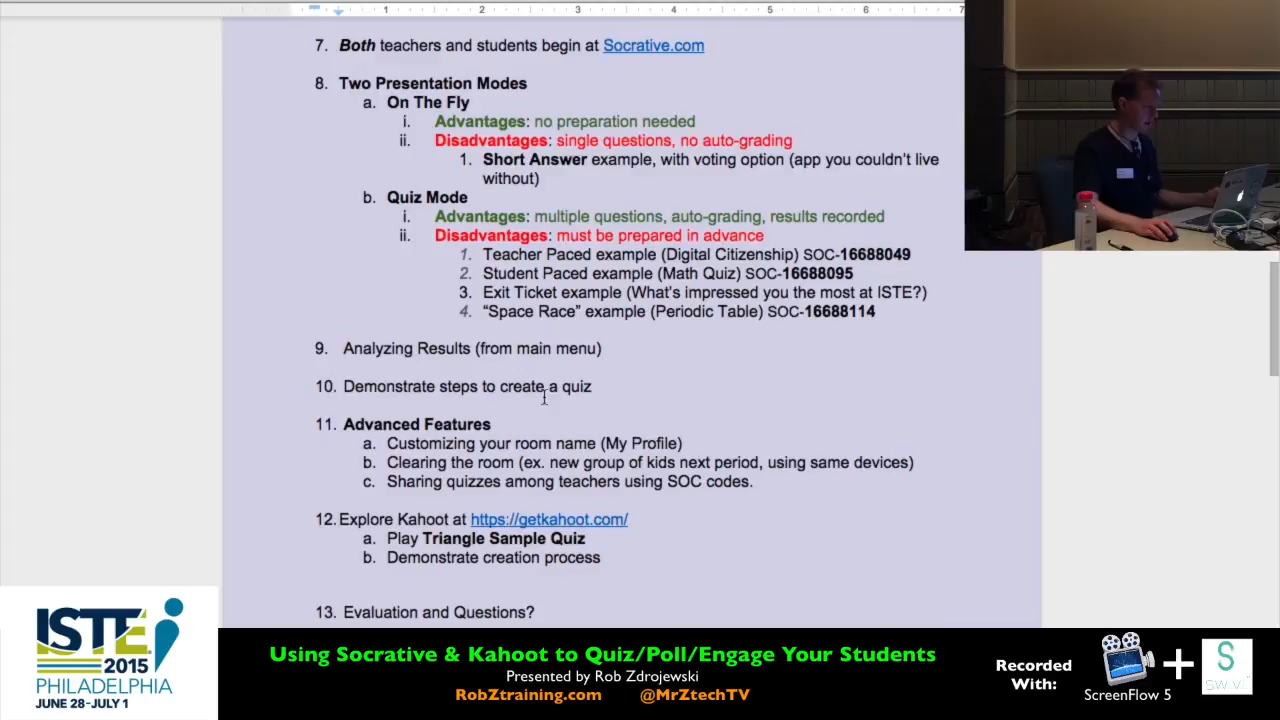 1 2 3 4 5 6 7
7. Both teachers and students begin at Socrative.com
8. Two Presentation Modes
a. On The Fly
i. Advantages: no preparation needed
ii. Disadvantages: single questions, no auto-grading
1. Short Answer example, with voting option (app you couldn't live
without)
b. Quiz Mode
i. Advantages: multiple questions, auto-grading, results recorded
ii. Disadvantages: must be prepared in advance
1. Teacher Paced example (Digital Citizenship) SOC-16688049
2. Student Paced example (Math Quiz) SOC-16688095
3. Exit Ticket example (What's impressed you the most at ISTE?)
4. “Space Race” example (Periodic Table) SOC-16688114
9. Analyzing Results (from main menu)
10. Demonstrate steps to create a quiz
11. Advanced Features
a. Customizing your room name (My Profile)
b. Clearing the room (ex. new group of kids next period, using same devices)
c. Sharing quizzes among teachers using SOC codes.
12. Explore Kahoot at https://getkahoot.com/
a. Play Triangle Sample Quiz
b. Demonstrate creation process
13. Evaluation and Questions?
ISTE
2015
PHILADELPHIA
JUNE 28-JULY 1
Using Socrative & Kahoot to Quiz/Poll/Engage Your Students
Presented by Rob Zdrojewski
RobZtraining.com @MrZtechTV
Recorded
With:
ScreenFlow 5
+
S
SWIVL